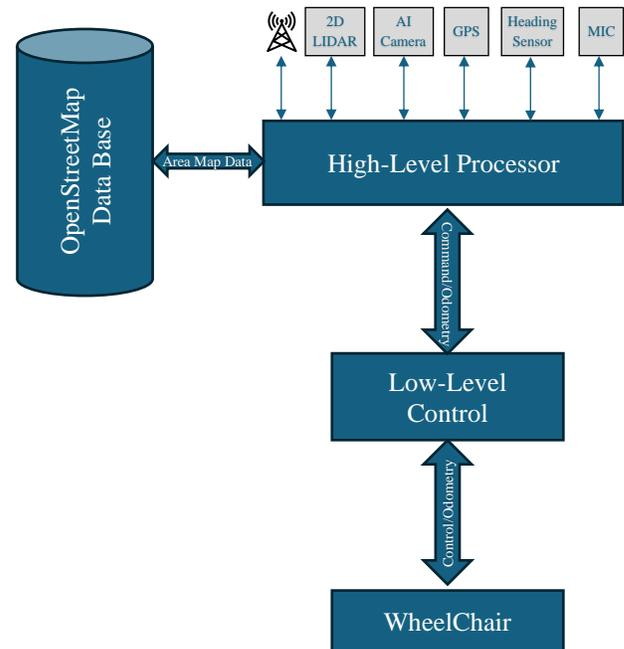 2D
LIDAR
AI
Camera
GPS
Heading
Sensor
MIC
OpenStreetMap
Data Base
Area Map Data
High-Level Processor
Command/Odometry
Low-Level
Control
Control/Odometry
WheelChair